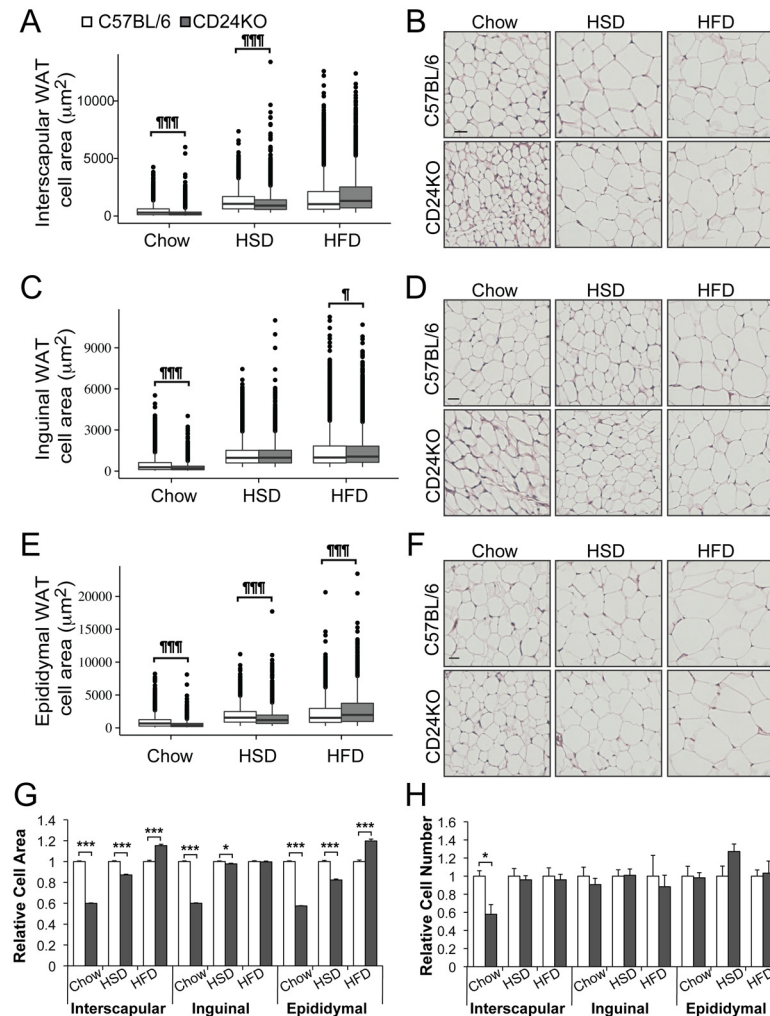 A
C57BL/6 CD24KO
Interscapular WAT
cell area (μm2)
10000
5000
0
¶¶¶
¶¶¶
Chow HSD HFD
B
Chow HSD HFD
C57BL/6
CD24KO
C
Inguinal WAT
cell area (μm2)
9000
6000
3000
0
¶¶¶
¶
Chow HSD HFD
D
Chow HSD HFD
C57BL/6
CD24KO
E
Epididymal WAT
cell area (μm2)
20000
15000
10000
5000
0
¶¶¶
¶¶¶
¶¶¶
Chow HSD HFD
F
Chow HSD HFD
C57BL/6
CD24KO
G
Relative Cell Area
1.4
1.2
1
0.8
0.6
0.4
0.2
0
*** *** *** *** * *** *** ***
Chow HSD HFD Chow HSD HFD Chow HSD HFD
Interscapular Inguinal Epididymal
H
Relative Cell Number
1.6
1.4
1.2
1
0.8
0.6
0.4
0.2
0
*
Chow HSD HFD Chow HSD HFD Chow HSD HFD
Interscapular Inguinal Epididymal